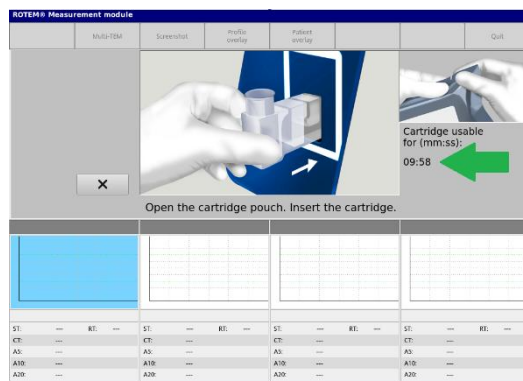 ROTEM® Measurement module
Multi-TEM
Screenshot
Profile overlay
Patient overlay
Quit
Cartridge usable
for (mm:ss):
09:58
X
Open the cartridge pouch. Insert the cartridge.
ST: --- RT: --- ST: --- RT: --- ST: --- RT: --- ST: --- RT: ---
CT: --- CT: --- CT: --- CT: ---
A5: --- A5: --- A5: --- A5: ---
A10: --- A10: --- A10: --- A10: ---
A20: --- A20: --- A20: --- A20: ---